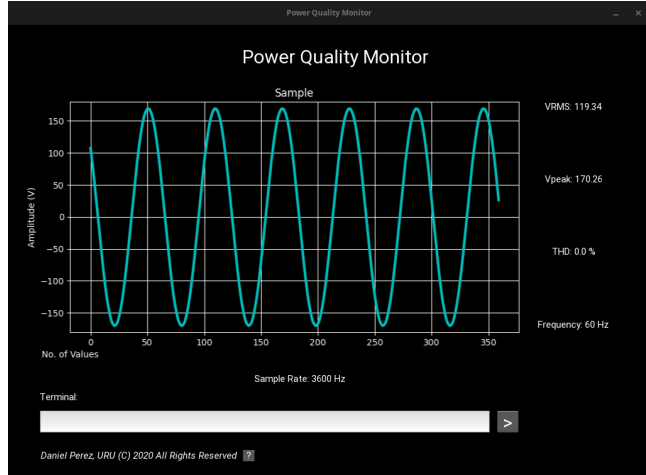 Power Quality Monitor
Power Quality Monitor
Sample
VRMS: 119.34
Vpeak: 170.26
THD: 0.0 %
Frequency: 60 Hz
Amplitude (V)
150
100
50
0
−50
−100
−150
0 50 100 150 200 250 300 350
No. of Values
Sample Rate: 3600 Hz
Terminal:
>
Daniel Perez, URU (C) 2020 All Rights Reserved ?